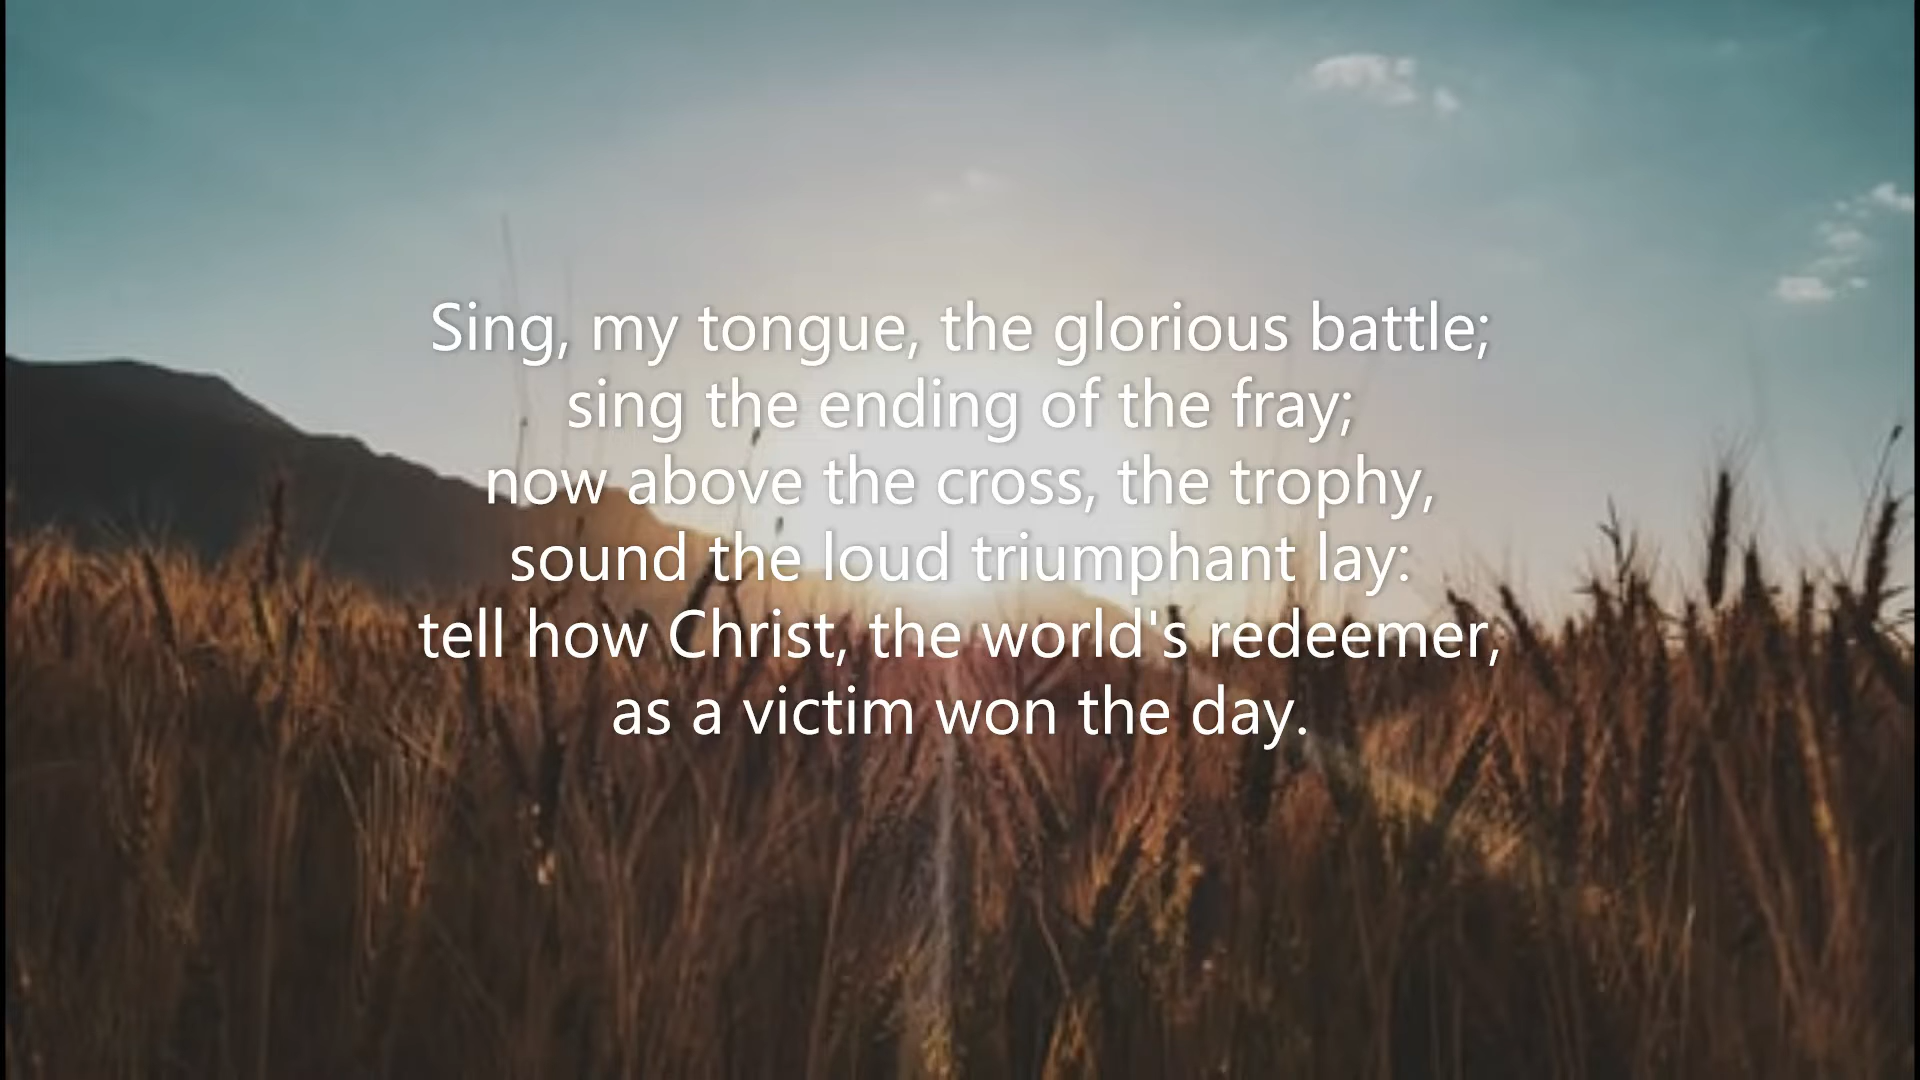 Sing, my tongue, the glorious battle;
sing the ending of the fray;
now above the cross, the trophy,
sound the loud triumphant lay:
tell how Christ, the world's redeemer,
as a victim won the day.